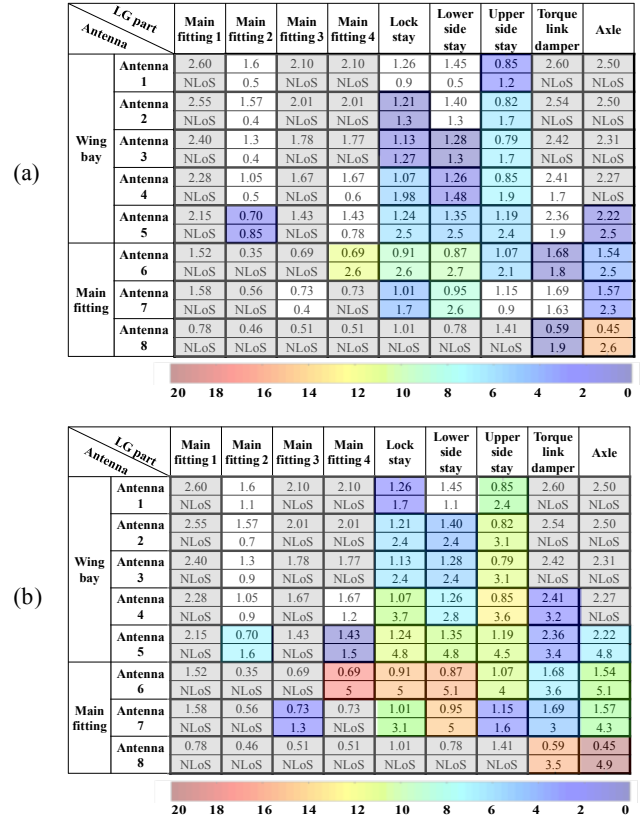 (a)
LG part Main fitting 1 Main fitting 2 Main fitting 3 Main fitting 4 Lock stay Lower side stay Upper side stay Torque link damper Axle
Antenna
Wing bay
Antenna 1 2.60 1.6 2.10 2.10 1.26 1.45 0.85 2.60 2.50
NLoS 0.5 NLoS NLoS 0.9 0.5 1.2 NLoS NLoS
Antenna 2 2.55 1.57 2.01 2.01 1.21 1.40 0.82 2.54 2.50
NLoS 0.4 NLoS NLoS 1.3 1.3 1.7 NLoS NLoS
Antenna 3 2.40 1.3 1.78 1.77 1.13 1.28 0.79 2.42 2.31
NLoS 0.4 NLoS NLoS 1.27 1.3 1.7 NLoS NLoS
Antenna 4 2.28 1.05 1.67 1.67 1.07 1.26 0.85 2.41 2.27
NLoS 0.5 NLoS 0.6 1.98 1.48 1.9 1.7 NLoS
Antenna 5 2.15 0.70 1.43 1.43 1.24 1.35 1.19 2.36 2.22
NLoS 0.85 NLoS 0.78 2.5 2.5 2.4 1.9 2.5
Main fitting
Antenna 6 1.52 0.35 0.69 0.69 0.91 0.87 1.07 1.68 1.54
NLoS NLoS NLoS 2.6 2.6 2.7 2.1 1.8 2.5
Antenna 7 1.58 0.56 0.73 0.73 1.01 0.95 1.15 1.69 1.57
NLoS NLoS 0.4 NLoS 1.7 2.6 0.9 1.63 2.3
Antenna 8 0.78 0.46 0.51 0.51 1.01 0.78 1.41 0.59 0.45
NLoS NLoS NLoS NLoS NLoS NLoS NLoS 1.9 2.6
20 18 16 14 12 10 8 6 4 2 0
(b)
LG part Main fitting 1 Main fitting 2 Main fitting 3 Main fitting 4 Lock stay Lower side stay Upper side stay Torque link damper Axle
Antenna
Wing bay
Antenna 1 2.60 1.6 2.10 2.10 1.26 1.45 0.85 2.60 2.50
NLoS 1.1 NLoS NLoS 1.7 1.1 2.4 NLoS NLoS
Antenna 2 2.55 1.57 2.01 2.01 1.21 1.40 0.82 2.54 2.50
NLoS 0.7 NLoS NLoS 2.4 2.4 3.1 NLoS NLoS
Antenna 3 2.40 1.3 1.78 1.77 1.13 1.28 0.79 2.42 2.31
NLoS 0.9 NLoS NLoS 2.4 2.4 3.1 NLoS NLoS
Antenna 4 2.28 1.05 1.67 1.67 1.07 1.26 0.85 2.41 2.27
NLoS 0.9 NLoS 1.2 3.7 2.8 3.6 3.2 NLoS
Antenna 5 2.15 0.70 1.43 1.43 1.24 1.35 1.19 2.36 2.22
NLoS 1.6 NLoS 1.5 4.8 4.8 4.5 3.4 4.8
Main fitting
Antenna 6 1.52 0.35 0.69 0.69 0.91 0.87 1.07 1.68 1.54
NLoS NLoS NLoS 5 5 5.1 4 3.6 5.1
Antenna 7 1.58 0.56 0.73 0.73 1.01 0.95 1.15 1.69 1.57
NLoS NLoS 1.3 NLoS 3.1 5 1.6 3 4.3
Antenna 8 0.78 0.46 0.51 0.51 1.01 0.78 1.41 0.59 0.45
NLoS NLoS NLoS NLoS NLoS NLoS NLoS 3.5 4.9
20 18 16 14 12 10 8 6 4 2 0